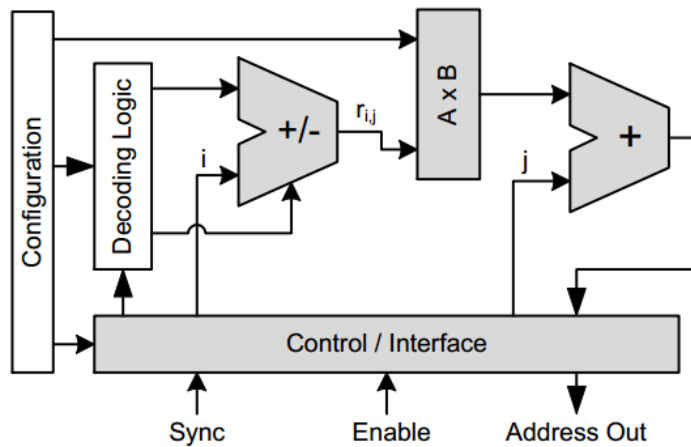 Configuration
Decoding Logic
i
+/-
r_{i,j}
A x B
j
+
Control / Interface
Sync
Enable
Address Out